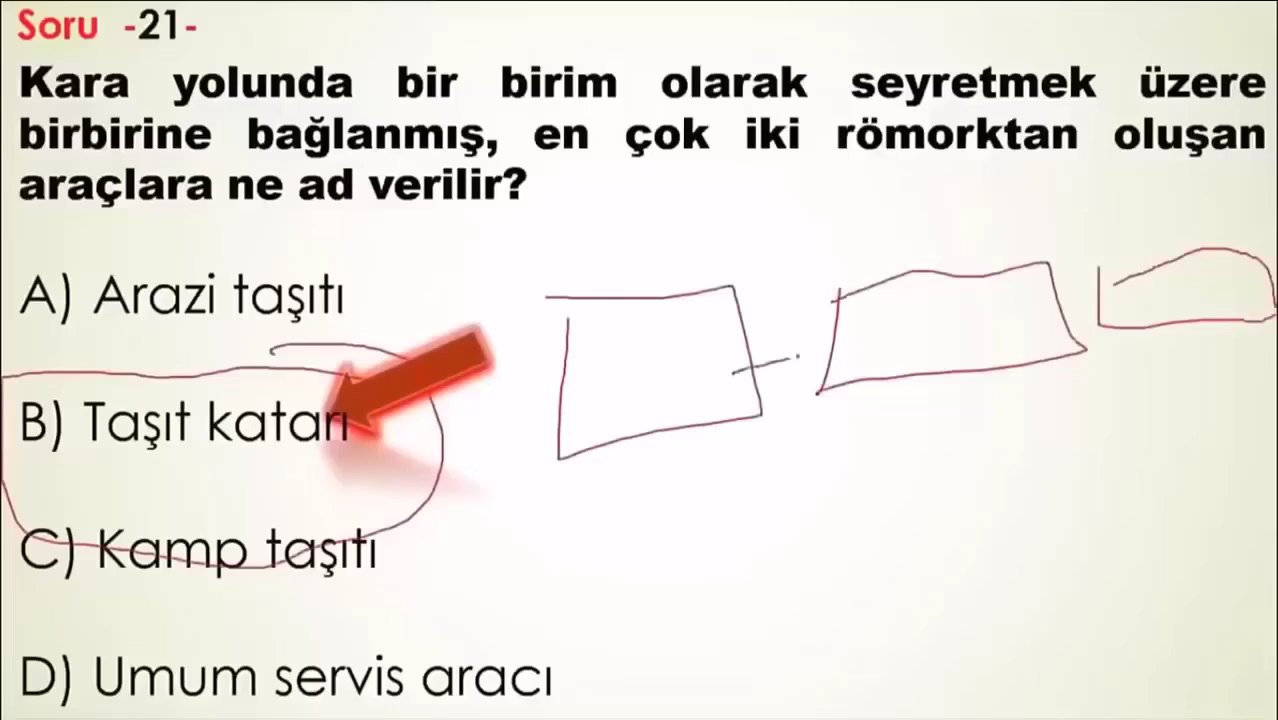 Soru -21-
Kara yolunda bir birim olarak seyretmek üzere
birbirine bağlanmış, en çok iki römorktan oluşan
araçlara ne ad verilir?
A) Arazi taşıtı
B) Taşıt katarı
C) Kamp taşıtı
D) Umum servis aracı